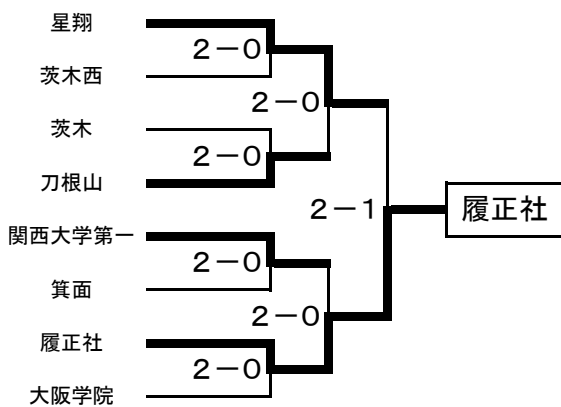 星翔
2－0
茨木西
2－0
茨木
2－0
刀根山
2－1
履正社
関西大学第一
2－0
箕面
2－0
履正社
2－0
大阪学院